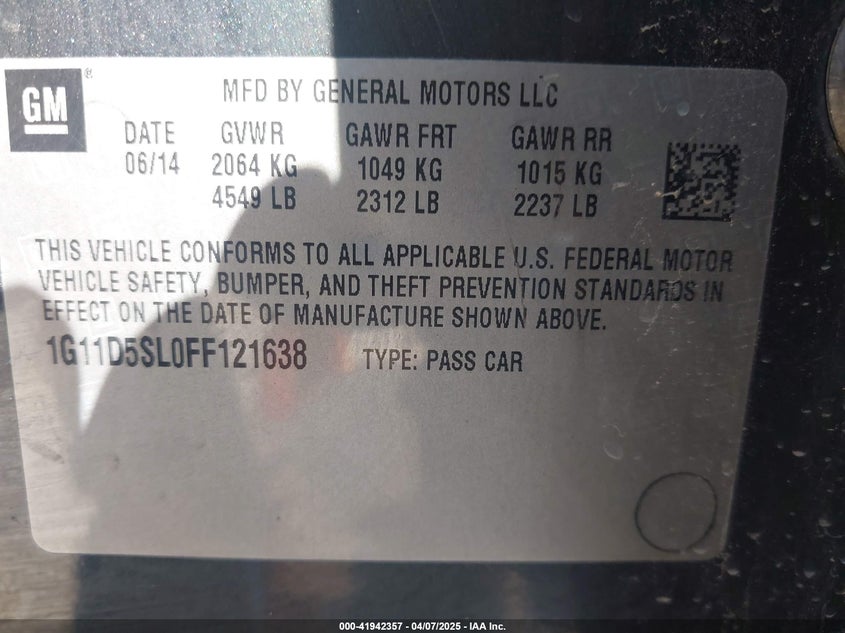 GM®
MFD BY GENERAL MOTORS LLC
DATE GVWR GAWR FRT GAWR RR
06/14 2064 KG 1049 KG 1015 KG
4549 LB 2312 LB 2237 LB
THIS VEHICLE CONFORMS TO ALL APPLICABLE U.S. FEDERAL MOTOR
VEHICLE SAFETY, BUMPER, AND THEFT PREVENTION STANDARDS IN
EFFECT ON THE DATE OF MANUFACTURE SHOWN ABOVE.
1G11D5SL0FF121638 TYPE: PASS CAR
000-41942357 - 04/07/2025 - IAA Inc.